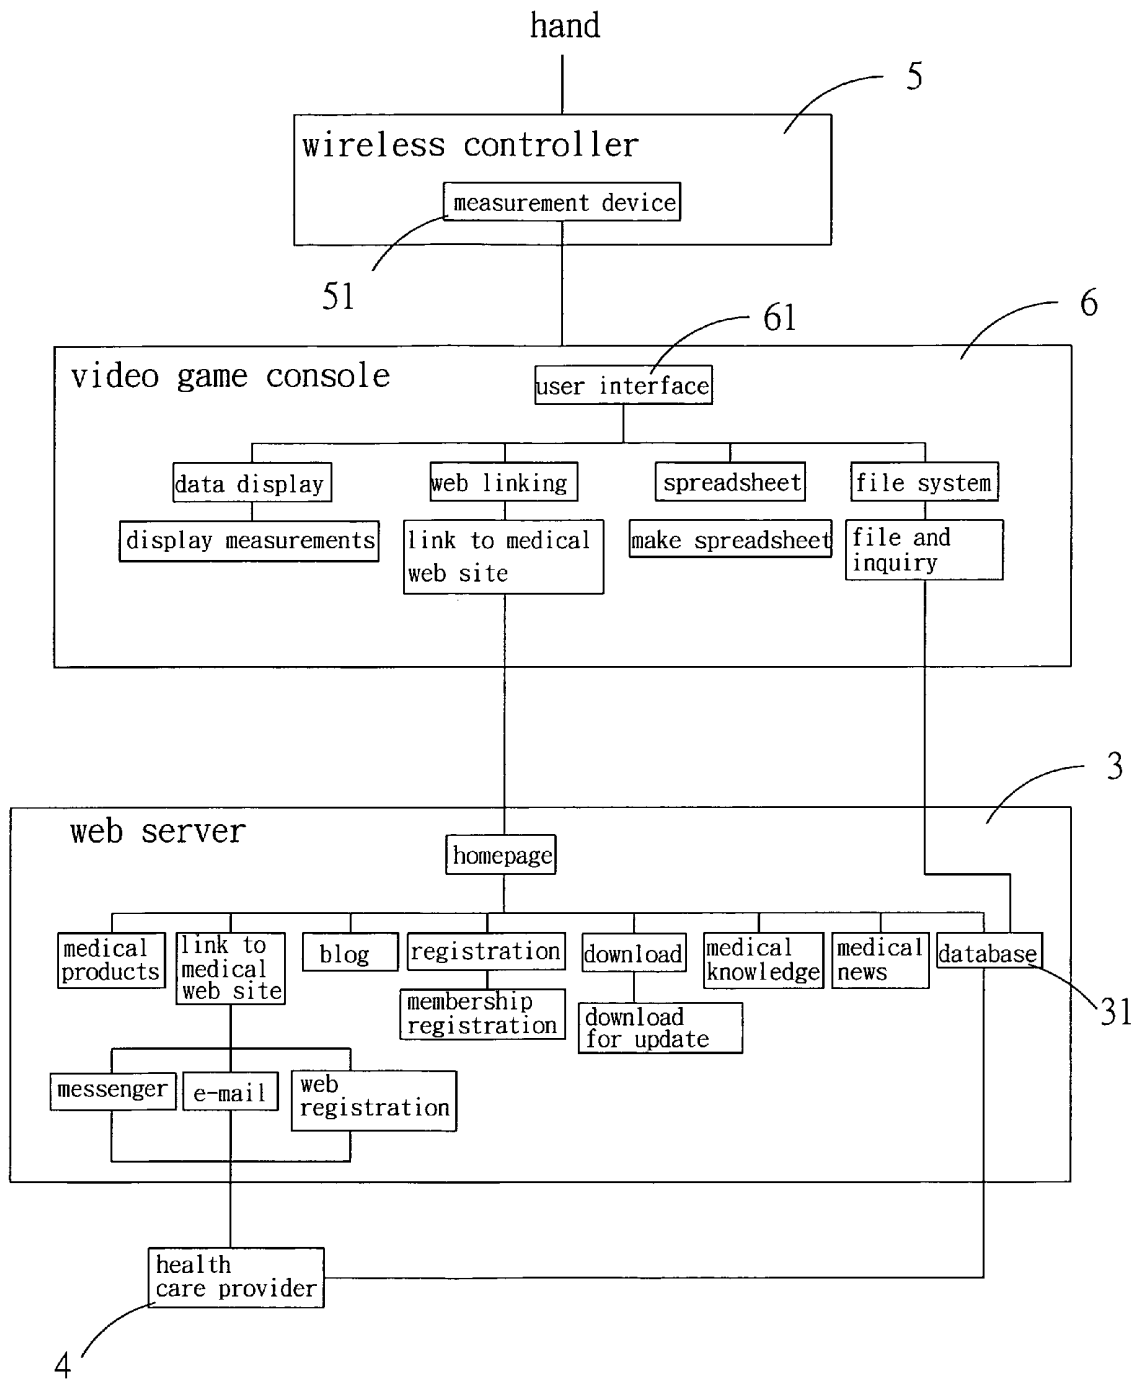 hand
5
wireless controller
measurement device
51
61
6
video game console
user interface
data display
web linking
spreadsheet
file system
display measurements
link to medical
web site
make spreadsheet
file and
inquiry
3
web server
homepage
medical
products
link to
medical
web site
blog
registration
download
medical
knowledge
medical
news
database
membership
registration
download
for update
31
messenger
e-mail
web
registration
health
care provider
4